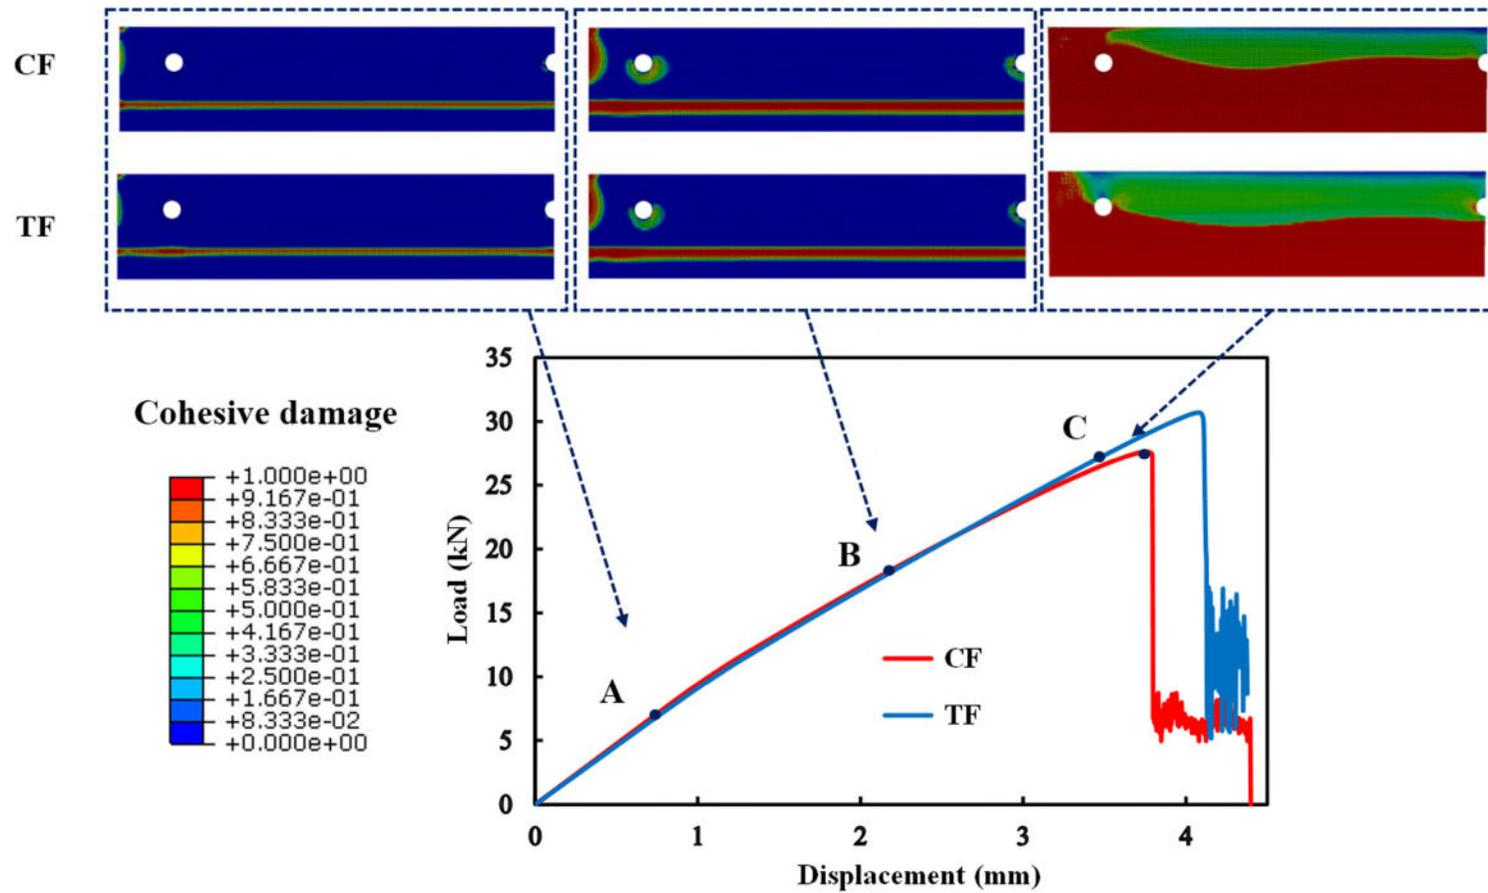 CF
TF
Cohesive damage
+1.000e+00
+9.167e-01
+8.333e-01
+7.500e-01
+6.667e-01
+5.833e-01
+5.000e-01
+4.167e-01
+3.333e-01
+2.500e-01
+1.667e-01
+8.333e-02
+0.000e+00
Load (kN)
35
30
25
20
15
10
5
0
A
B
C
CF
TF
0 1 2 3 4
Displacement (mm)